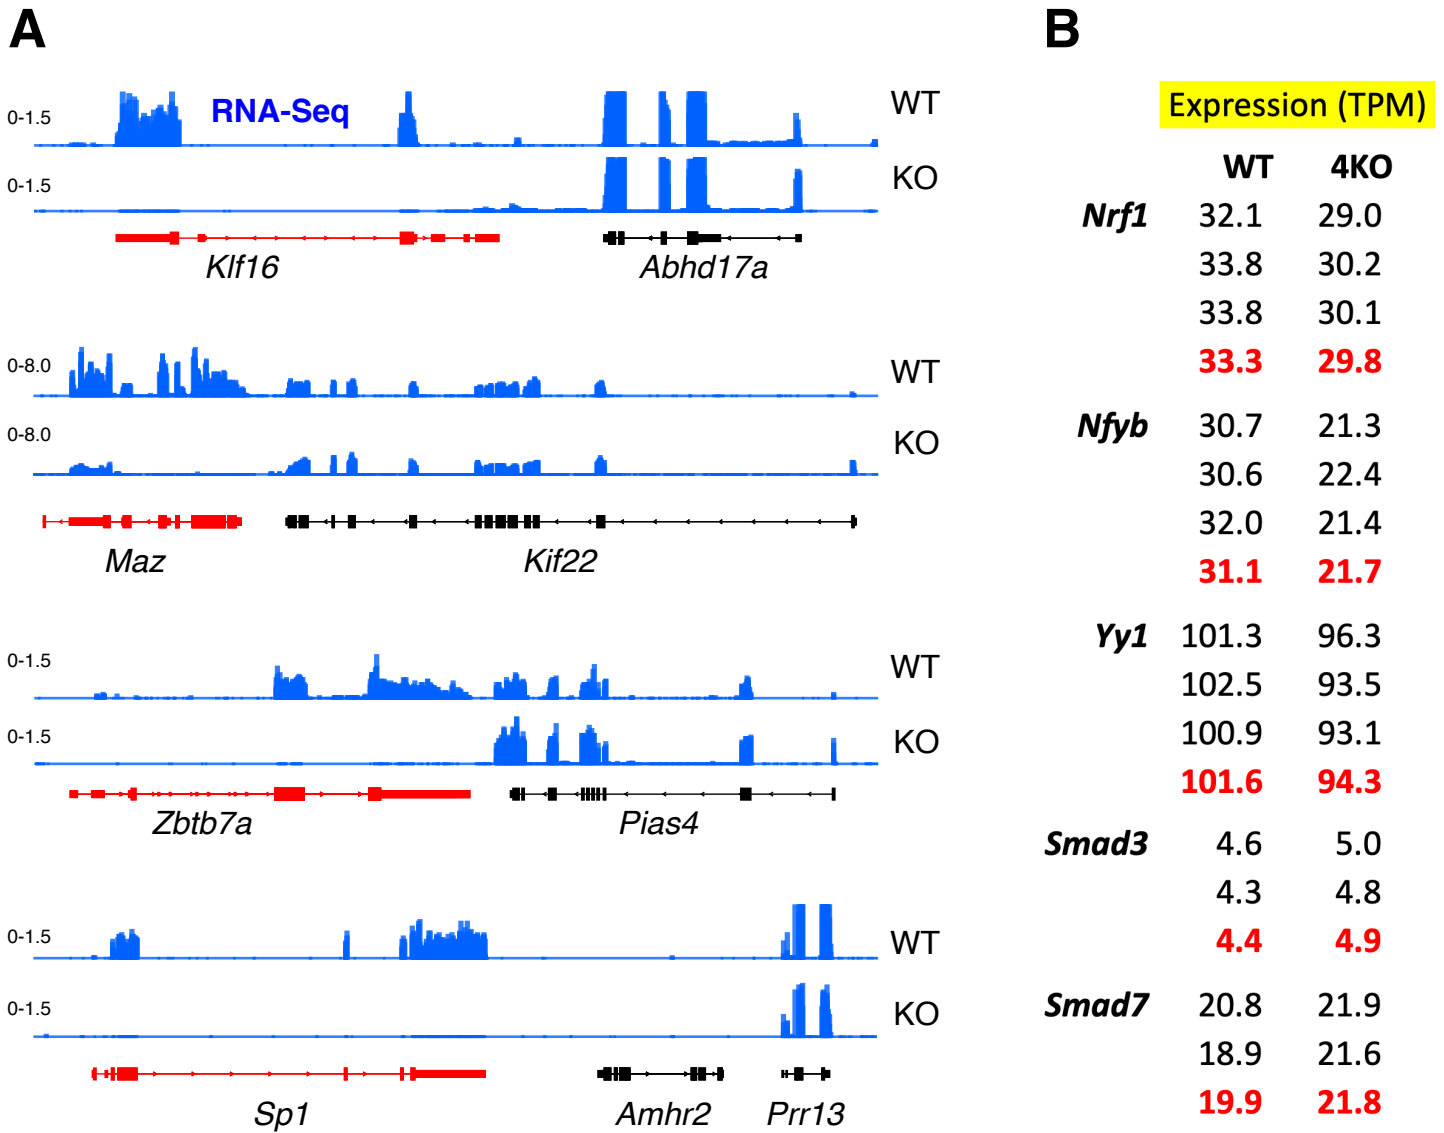 A
RNA-Seq
0-1.5
WT
0-1.5
KO
Klf16
Abhd17a
0-8.0
WT
0-8.0
KO
Maz
Kif22
0-1.5
WT
0-1.5
KO
Zbtb7a
Pias4
0-1.5
WT
0-1.5
KO
Sp1
Amhr2
Prr13
B
Expression (TPM)
WT 4KO
Nrf1 32.1 29.0
33.8 30.2
33.8 30.1
33.3 29.8
Nfyb 30.7 21.3
30.6 22.4
32.0 21.4
31.1 21.7
Yy1 101.3 96.3
102.5 93.5
100.9 93.1
101.6 94.3
Smad3 4.6 5.0
4.3 4.8
4.4 4.9
Smad7 20.8 21.9
18.9 21.6
19.9 21.8